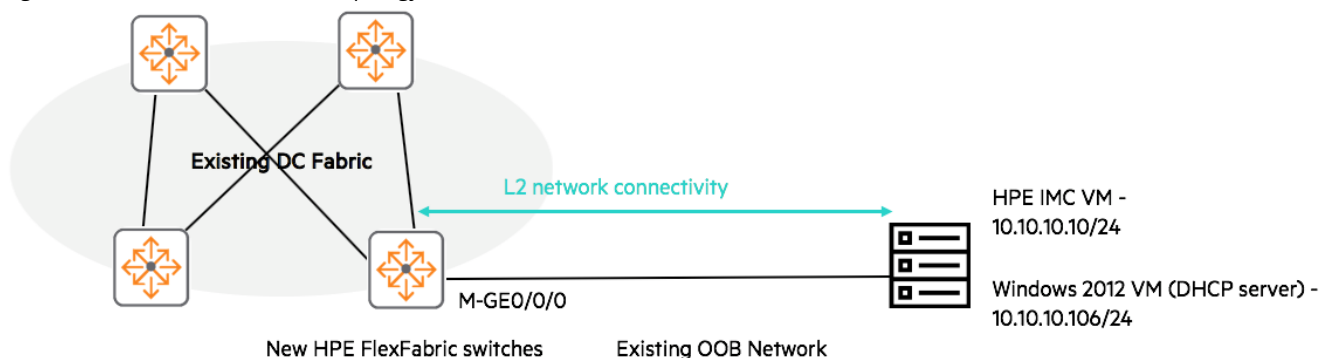 Existing DC Fabric
L2 network connectivity
HPE IMC VM -
10.10.10.10/24
M-GE0/0/0
Windows 2012 VM (DHCP server) -
10.10.10.106/24
New HPE FlexFabric switches
Existing OOB Network